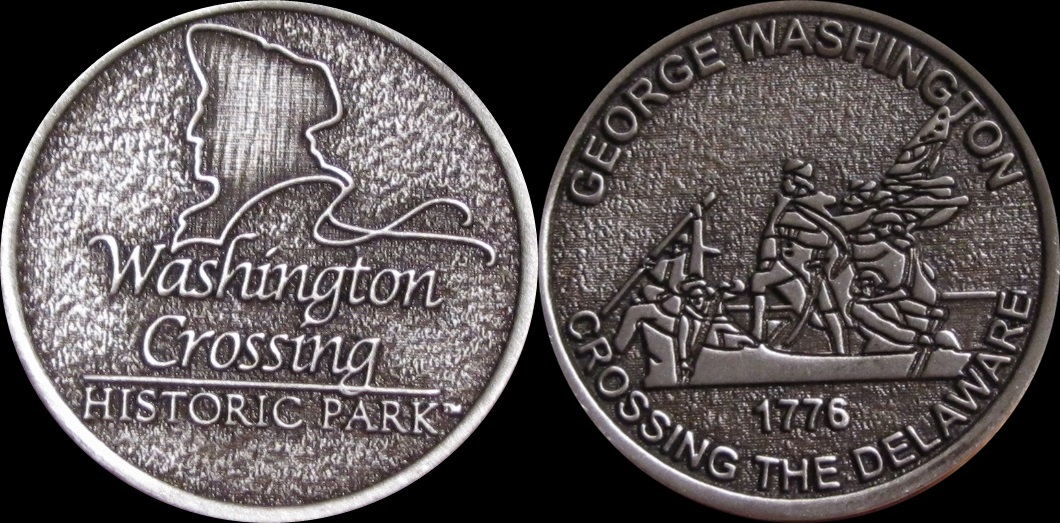 Washington
Crossing
HISTORIC PARK™
GEORGE WASHINGTON
1776
CROSSING THE DELAWARE